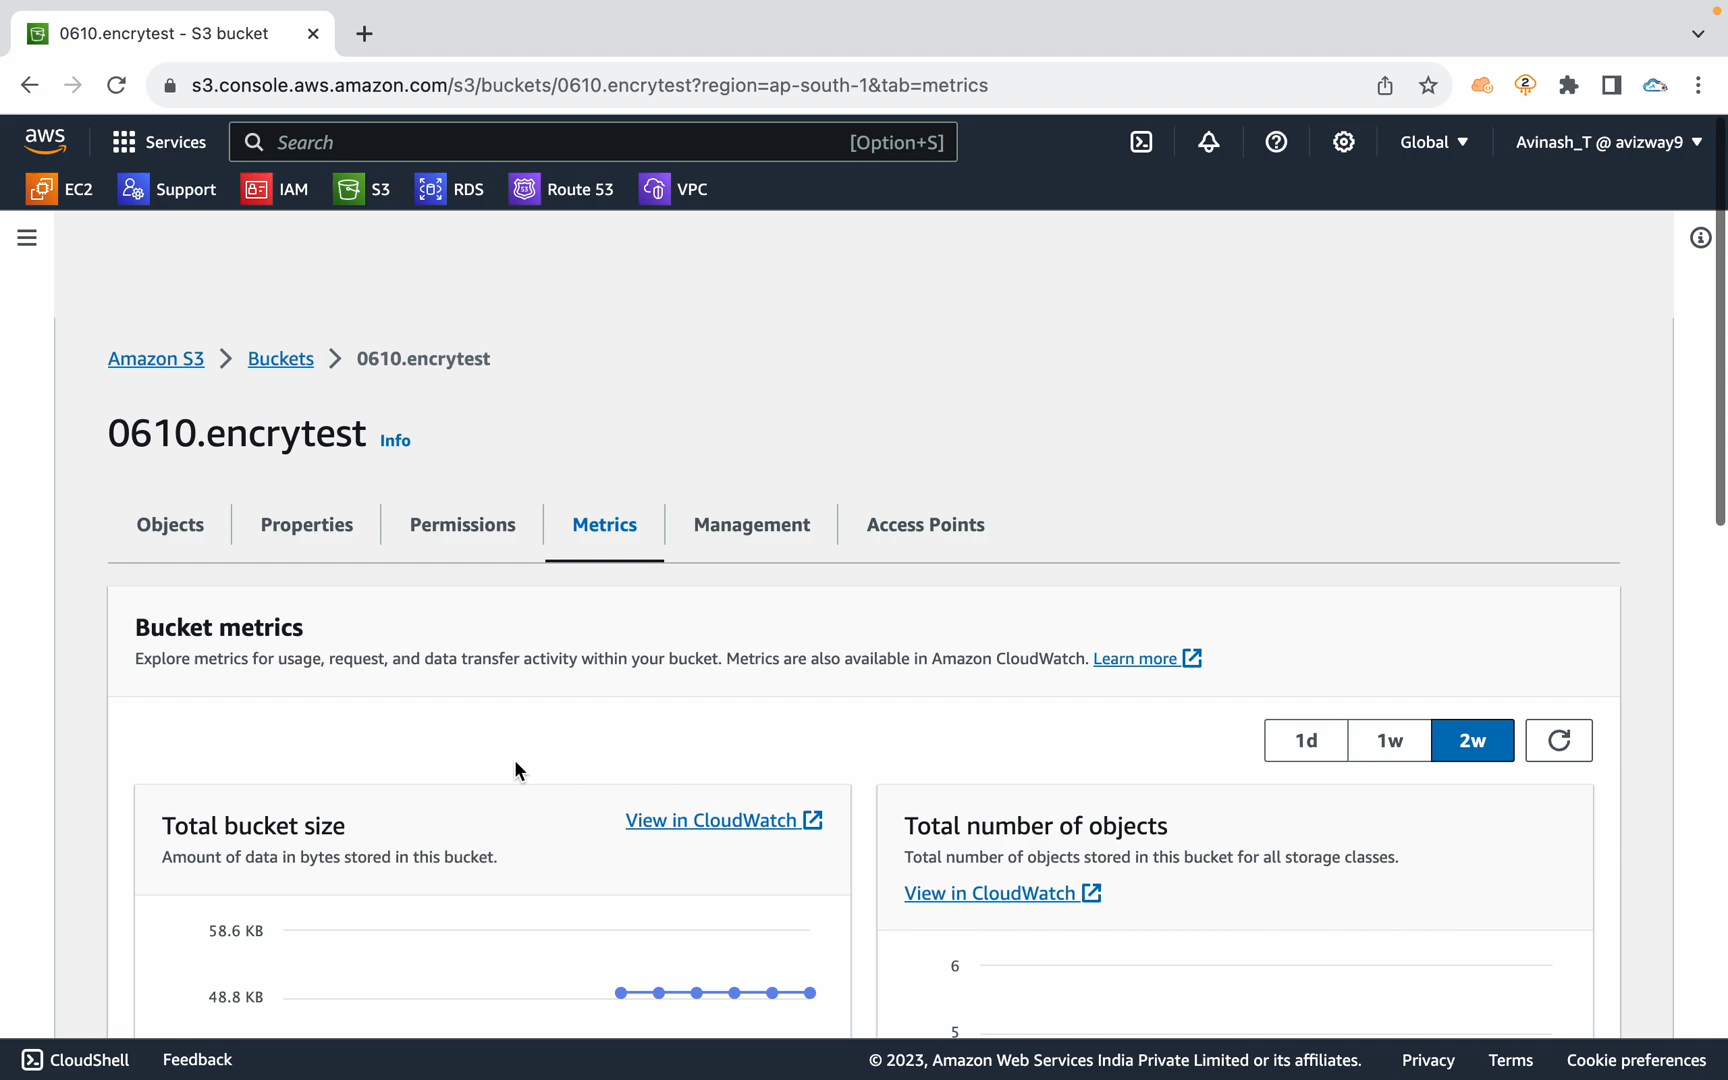 0610.encrytest - S3 bucket
s3.console.aws.amazon.com/s3/buckets/0610.encrytest?region=ap-south-1&tab=metrics
2
aws
Services
Search
[Option+S]
Global
Avinash_T @ avizway9
EC2
Support
IAM
S3
RDS
Route 53
VPC
Amazon S3 > Buckets > 0610.encrytest
0610.encrytest Info
Objects
Properties
Permissions
Metrics
Management
Access Points
Bucket metrics
Explore metrics for usage, request, and data transfer activity within your bucket. Metrics are also available in Amazon CloudWatch. Learn more
1d
1w
2w
Total bucket size
View in CloudWatch
Amount of data in bytes stored in this bucket.
58.6 KB
48.8 KB
Total number of objects
Total number of objects stored in this bucket for all storage classes.
View in CloudWatch
6
5
CloudShell
Feedback
© 2023, Amazon Web Services India Private Limited or its affiliates.
Privacy
Terms
Cookie preferences